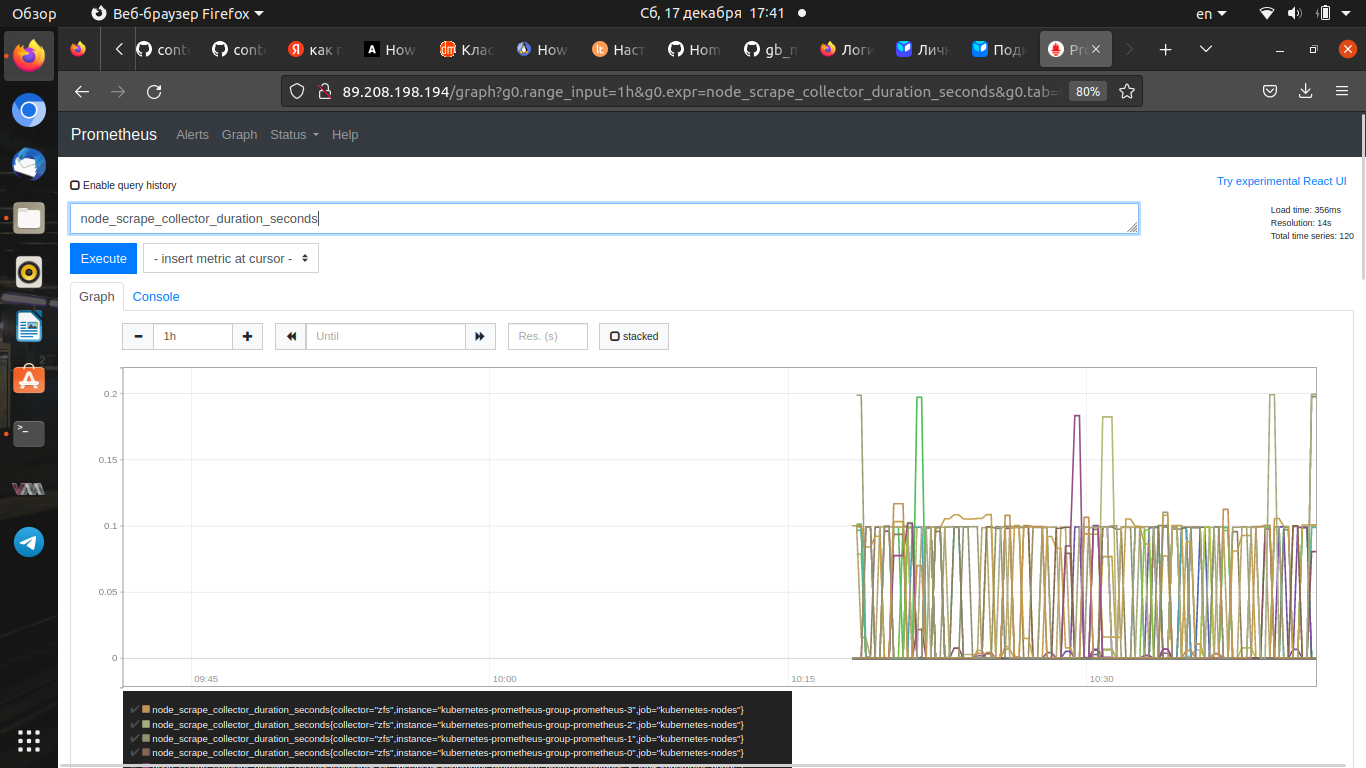 Обзор
Веб-браузер Firefox
Сб, 17 декабря 17:41
en
conte
conte
как п
How
Клас
How
Наст
Hom
gb_m
Логи
Личн
Подк
Pro
89.208.198.194/graph?g0.range_input=1h&g0.expr=node_scrape_collector_duration_seconds&g0.tab=
80%
Prometheus
Alerts
Graph
Status
Help
Enable query history
Try experimental React UI
node_scrape_collector_duration_seconds
Load time: 356ms
Resolution: 14s
Total time series: 120
Execute
- insert metric at cursor -
Graph
Console
1h
Until
Res. (s)
stacked
0.2
0.15
0.1
0.05
0
09:45
10:00
10:15
10:30
node_scrape_collector_duration_seconds{collector="zfs",instance="kubernetes-prometheus-group-prometheus-3",job="kubernetes-nodes"}
node_scrape_collector_duration_seconds{collector="zfs",instance="kubernetes-prometheus-group-prometheus-2",job="kubernetes-nodes"}
node_scrape_collector_duration_seconds{collector="zfs",instance="kubernetes-prometheus-group-prometheus-1",job="kubernetes-nodes"}
node_scrape_collector_duration_seconds{collector="zfs",instance="kubernetes-prometheus-group-prometheus-0",job="kubernetes-nodes"}